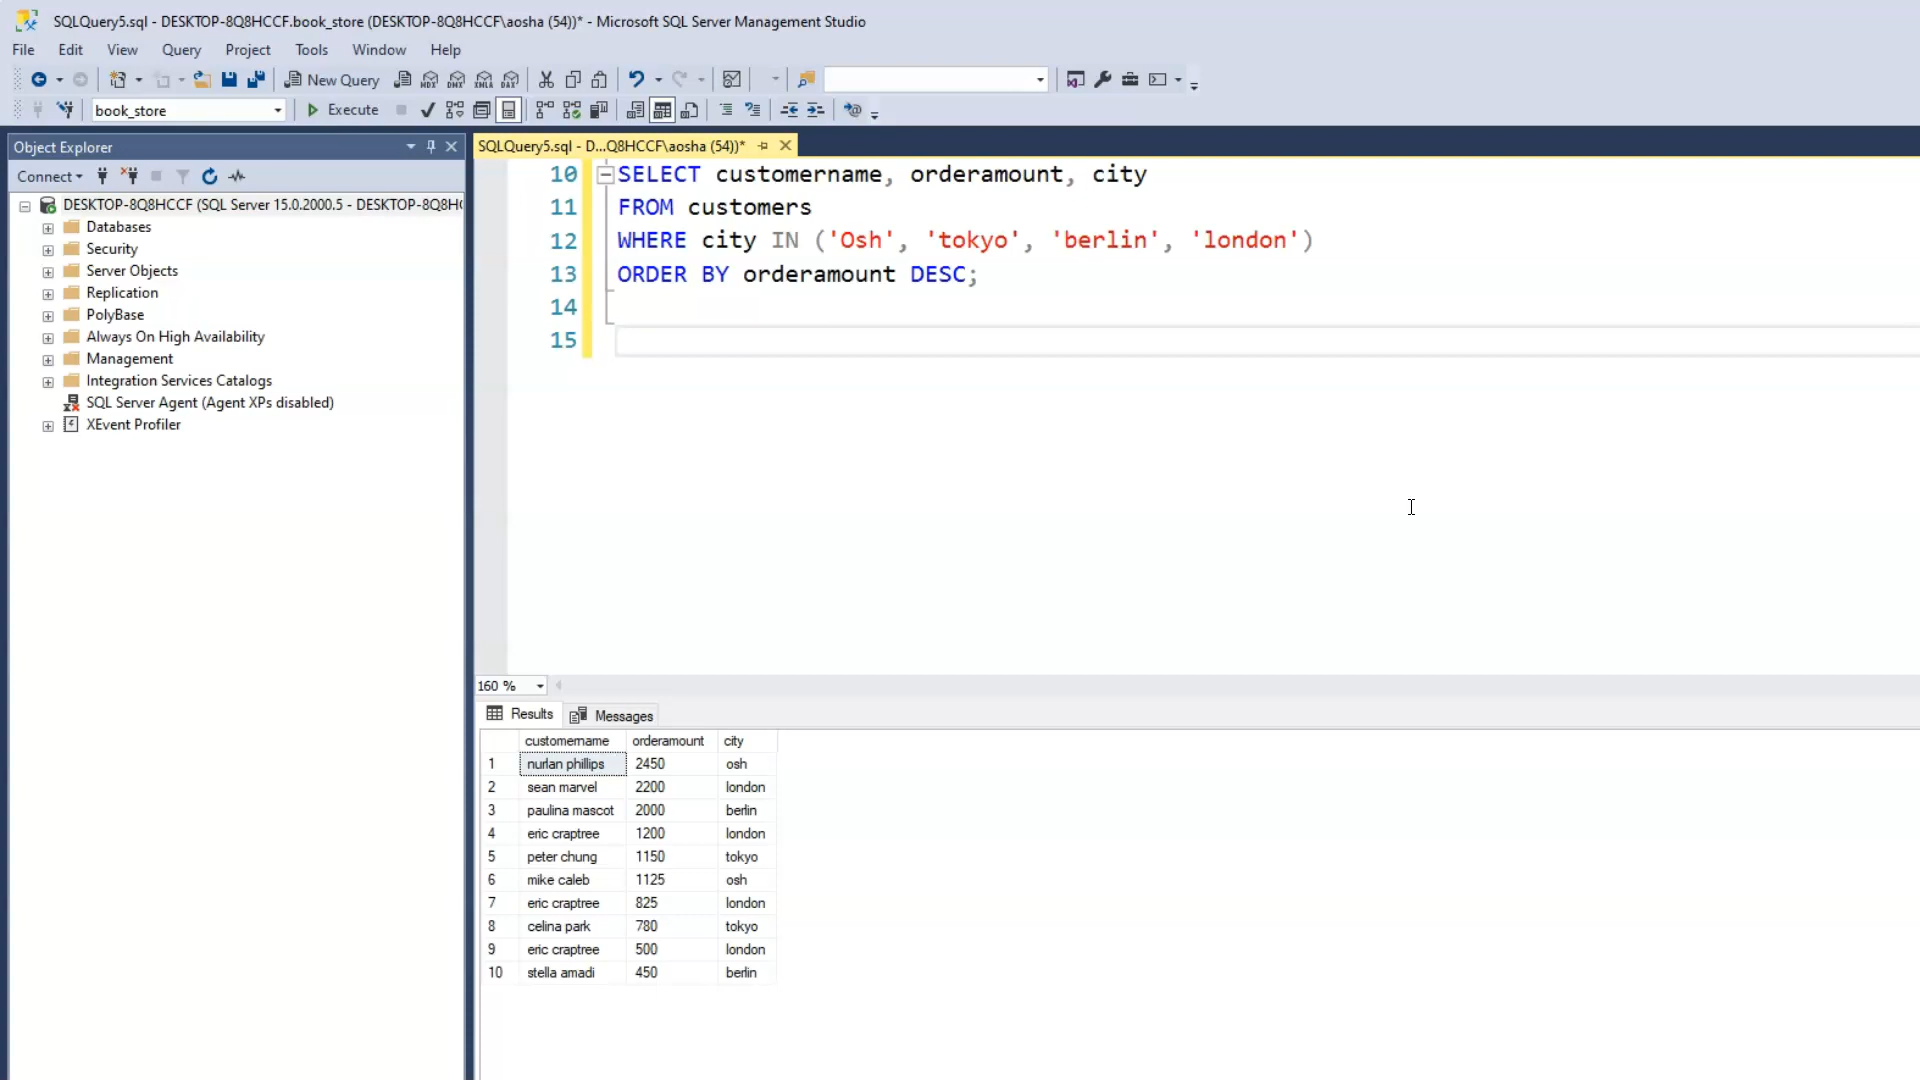 SQLQuery5.sql - DESKTOP-8Q8HCCF.book_store (DESKTOP-8Q8HCCF\aosha (54))* - Microsoft SQL Server Management Studio
File Edit View Query Project Tools Window Help
New Query MDX DMX XMLA DAX
book_store Execute
Object Explorer
SQLQuery5.sql - D...Q8HCCF\aosha (54))*
Connect
DESKTOP-8Q8HCCF (SQL Server 15.0.2000.5 - DESKTOP-8Q8H
Databases
Security
Server Objects
Replication
PolyBase
Always On High Availability
Management
Integration Services Catalogs
SQL Server Agent (Agent XPs disabled)
XEvent Profiler
10 SELECT customername, orderamount, city
11 FROM customers
12 WHERE city IN ('Osh', 'tokyo', 'berlin', 'london')
13 ORDER BY orderamount DESC;
14
15
160 %
Results Messages
customername orderamount city
1 nurlan phillips 2450 osh
2 sean marvel 2200 london
3 paulina mascot 2000 berlin
4 eric craptree 1200 london
5 peter chung 1150 tokyo
6 mike caleb 1125 osh
7 eric craptree 825 london
8 celina park 780 tokyo
9 eric craptree 500 london
10 stella amadi 450 berlin